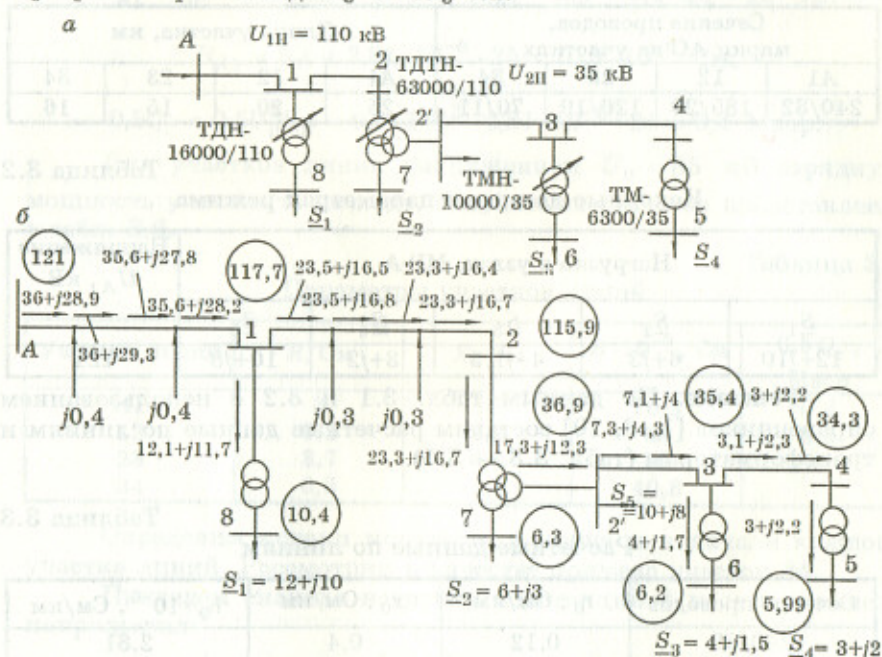 а
U₁Н = 110 кВ
A
1
2
ТДТН-
63000/110
U₂Н = 35 кВ
2'
3
4
ТДН-
16000/110
ТМН-
10000/35
ТМ-
6300/35
8
7
6
5
S₁
S₂
S₄
б
121
35,6+j27,8
117,7
23,5+j16,5
23,3+j16,4
36+j28,9
35,6+j28,2
23,5+j16,8
23,3+j16,7
A
36+j29,3
1
2
115,9
j0,4
j0,4
j0,3
j0,3
36,9
7,1+j4
35,4
3+j2,2
34,3
12,1+j11,7
23,3+j16,7
17,3+j12,3
7,3+j4,3
3,1+j2,3
3
4
S₅ =
=10+j8
8
10,4
7
6,3
2'
4+j1,7
3+j2,2
6
5
S₁ = 12+j10
S₂ = 6+j3
6,2
5,99
S₃ = 4+j1,5
S₄ = 3+j2